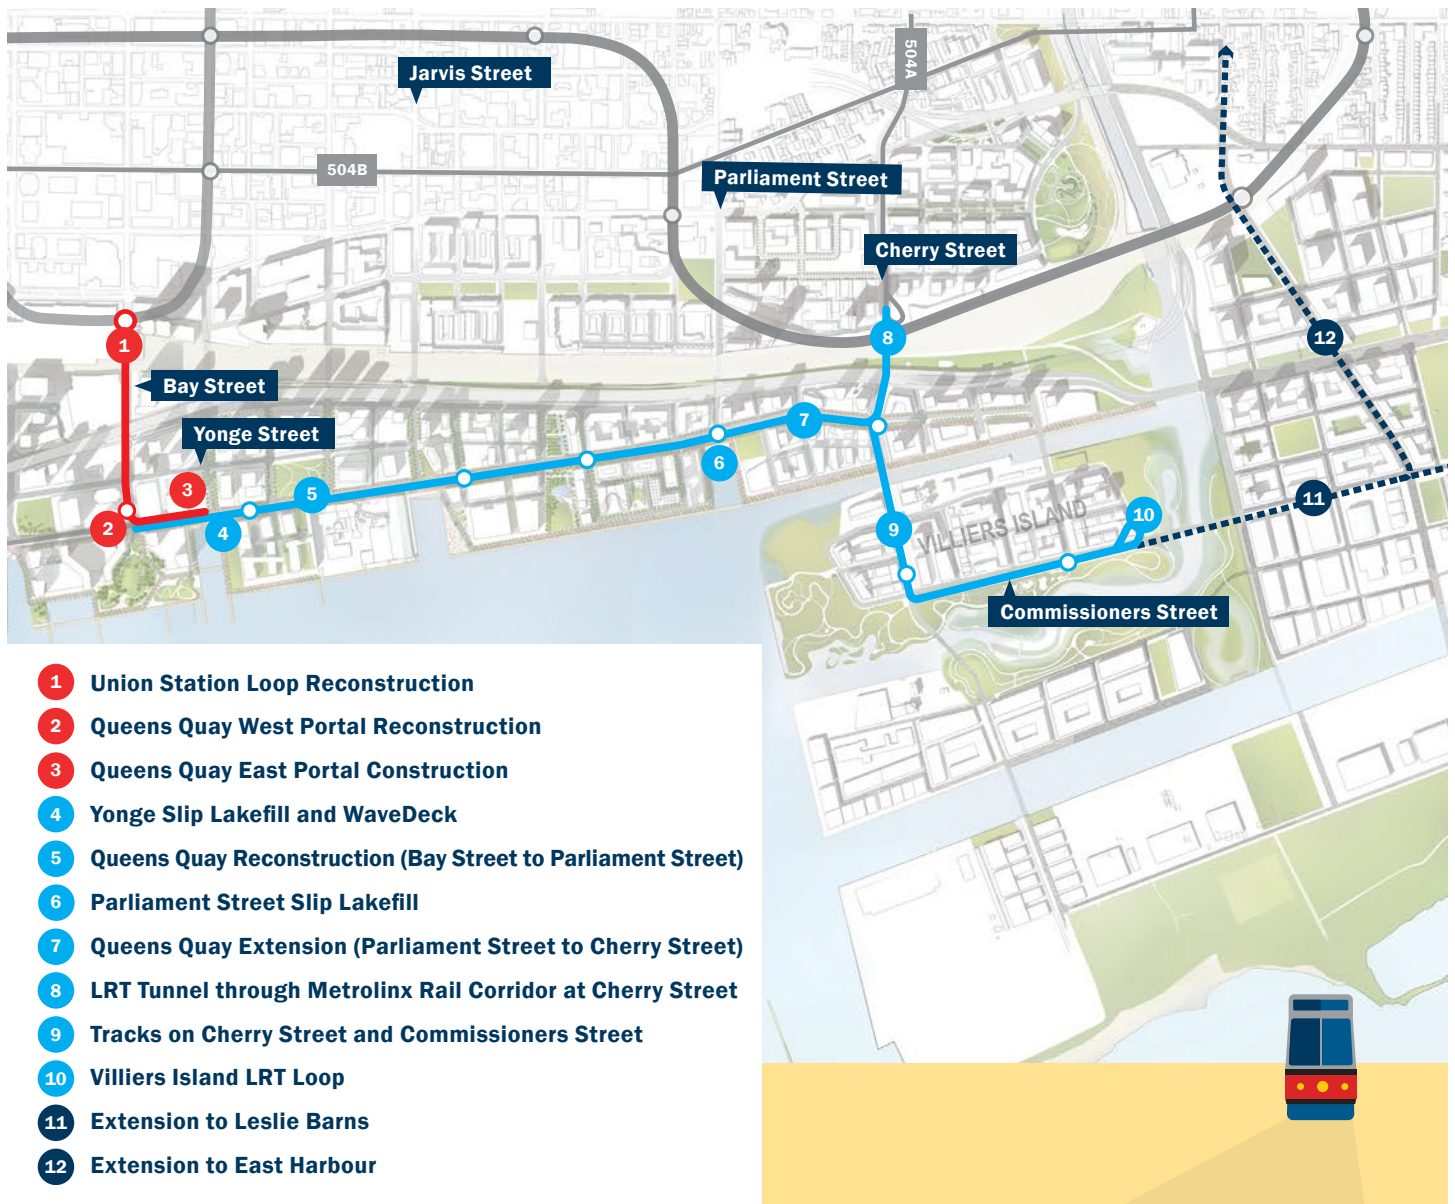 Jarvis Street
504A
504B
Parliament Street
Cherry Street
1
8
12
Bay Street
Yonge Street
7
6
3
5
11
2
4
9
10
VILLIERS ISLAND
Commissioners Street
1 Union Station Loop Reconstruction
2 Queens Quay West Portal Reconstruction
3 Queens Quay East Portal Construction
4 Yonge Slip Lakefill and WaveDeck
5 Queens Quay Reconstruction (Bay Street to Parliament Street)
6 Parliament Street Slip Lakefill
7 Queens Quay Extension (Parliament Street to Cherry Street)
8 LRT Tunnel through Metrolinx Rail Corridor at Cherry Street
9 Tracks on Cherry Street and Commissioners Street
10 Villiers Island LRT Loop
11 Extension to Leslie Barns
12 Extension to East Harbour